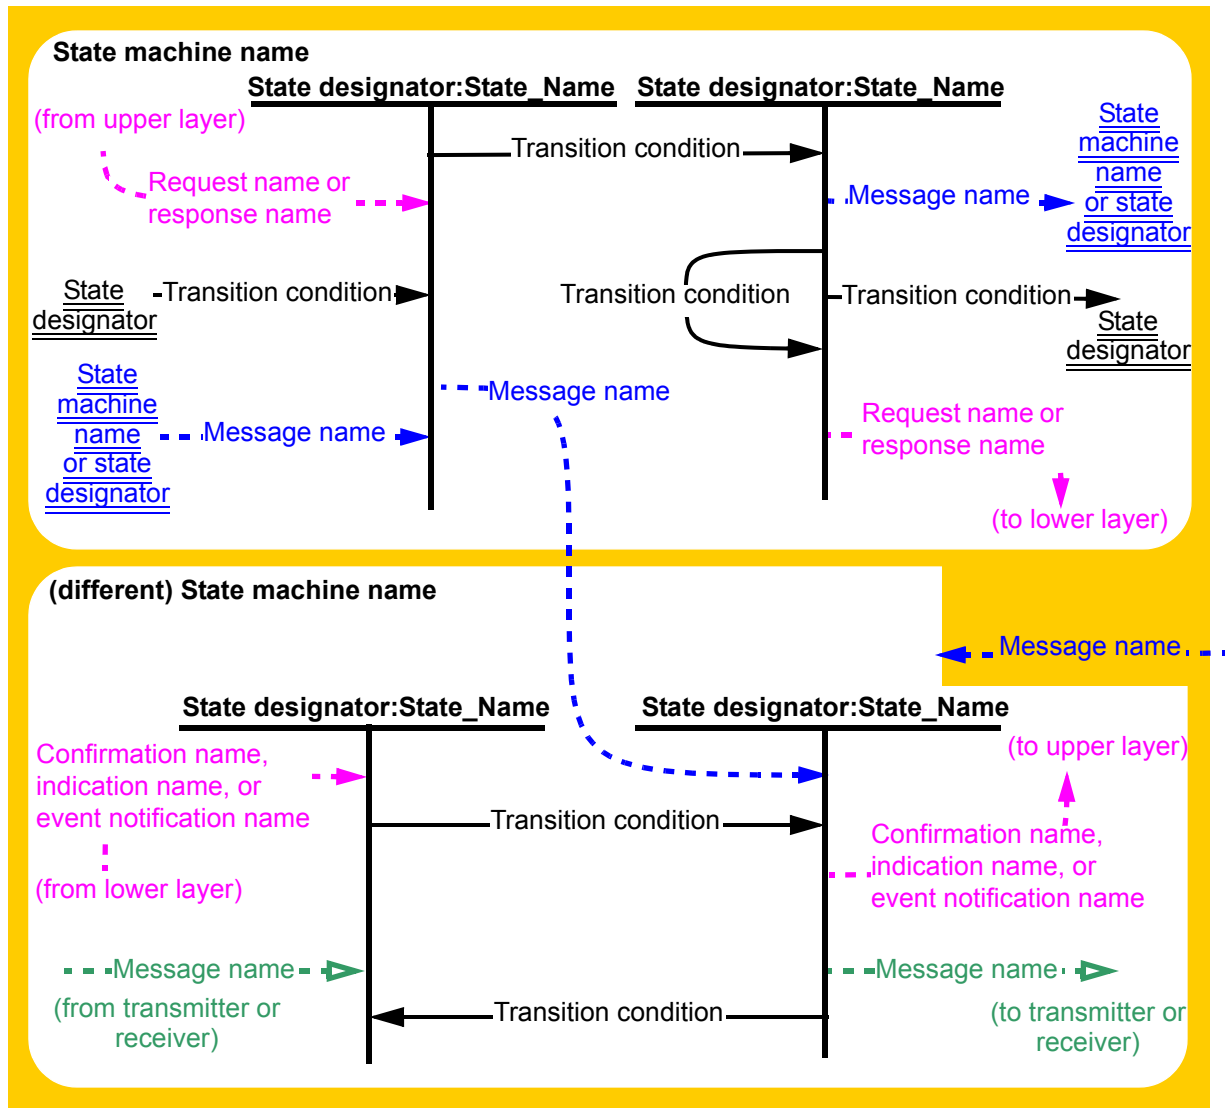 State machine name
State designator:State_Name
State designator:State_Name
(from upper layer)
Transition condition
State
machine
name
or state
designator
Request name or
response name
Message name
State
designator
Transition condition
Transition condition
Transition condition
State
designator
State
machine
name
or state
designator
Message name
Message name
Request name or
response name
(to lower layer)
(different) State machine name
Message name
State designator:State_Name
State designator:State_Name
Confirmation name,
indication name, or
event notification name
(from lower layer)
(to upper layer)
Transition condition
Confirmation name,
indication name, or
event notification name
Message name
(from transmitter or
receiver)
Message name
(to transmitter or
receiver)
Transition condition